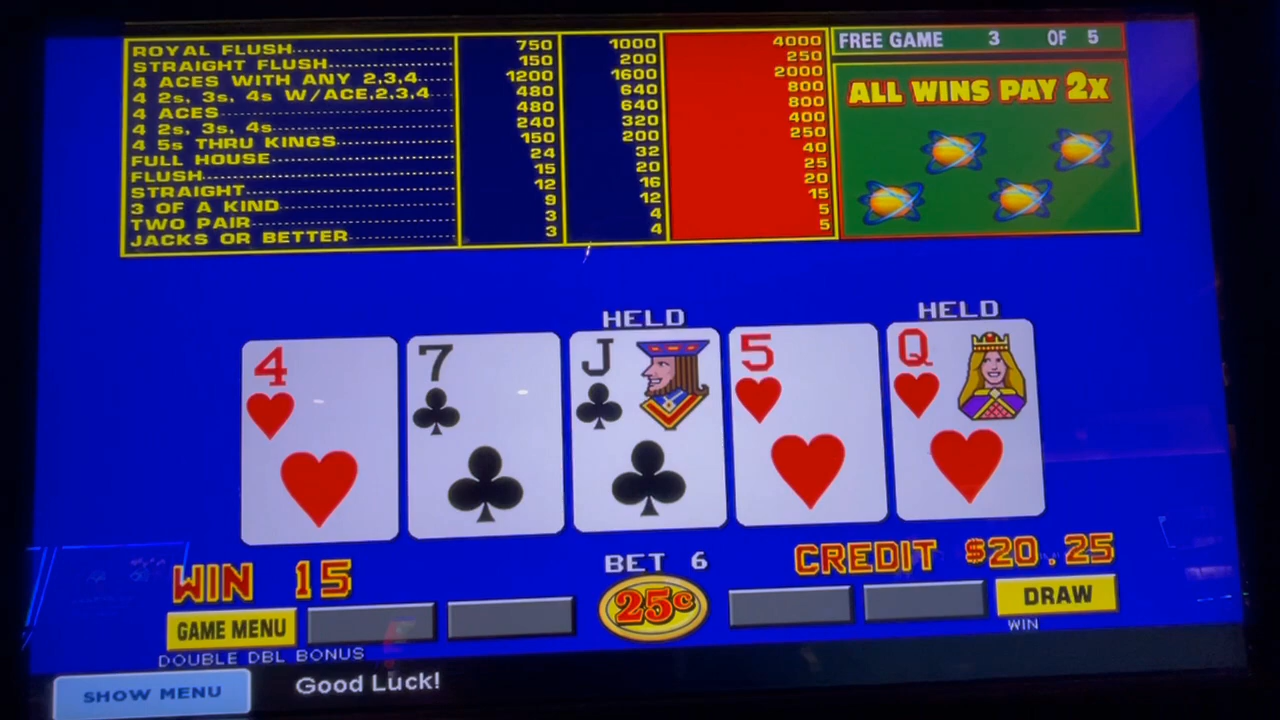 ROYAL FLUSH 750 1000 4000
STRAIGHT FLUSH 150 200 250
4 ACES WITH ANY 2,3,4 1200 1600 2000
4 2s, 3s, 4s W/ACE,2,3,4 480 640 800
4 ACES 480 640 800
4 2s, 3s, 4s 240 320 400
4 5s THRU KINGS 150 200 250
FULL HOUSE 24 32 40
FLUSH 15 20 25
STRAIGHT 12 16 20
3 OF A KIND 9 12 15
TWO PAIR 3 4 5
JACKS OR BETTER 3 4 5
FREE GAME 3 OF 5
ALL WINS PAY 2X
HELD HELD
4 7 J 5 Q
WIN 15 BET 6 CREDIT $20.25
25¢
GAME MENU DRAW
DOUBLE DBL BONUS WIN
SHOW MENU Good Luck!